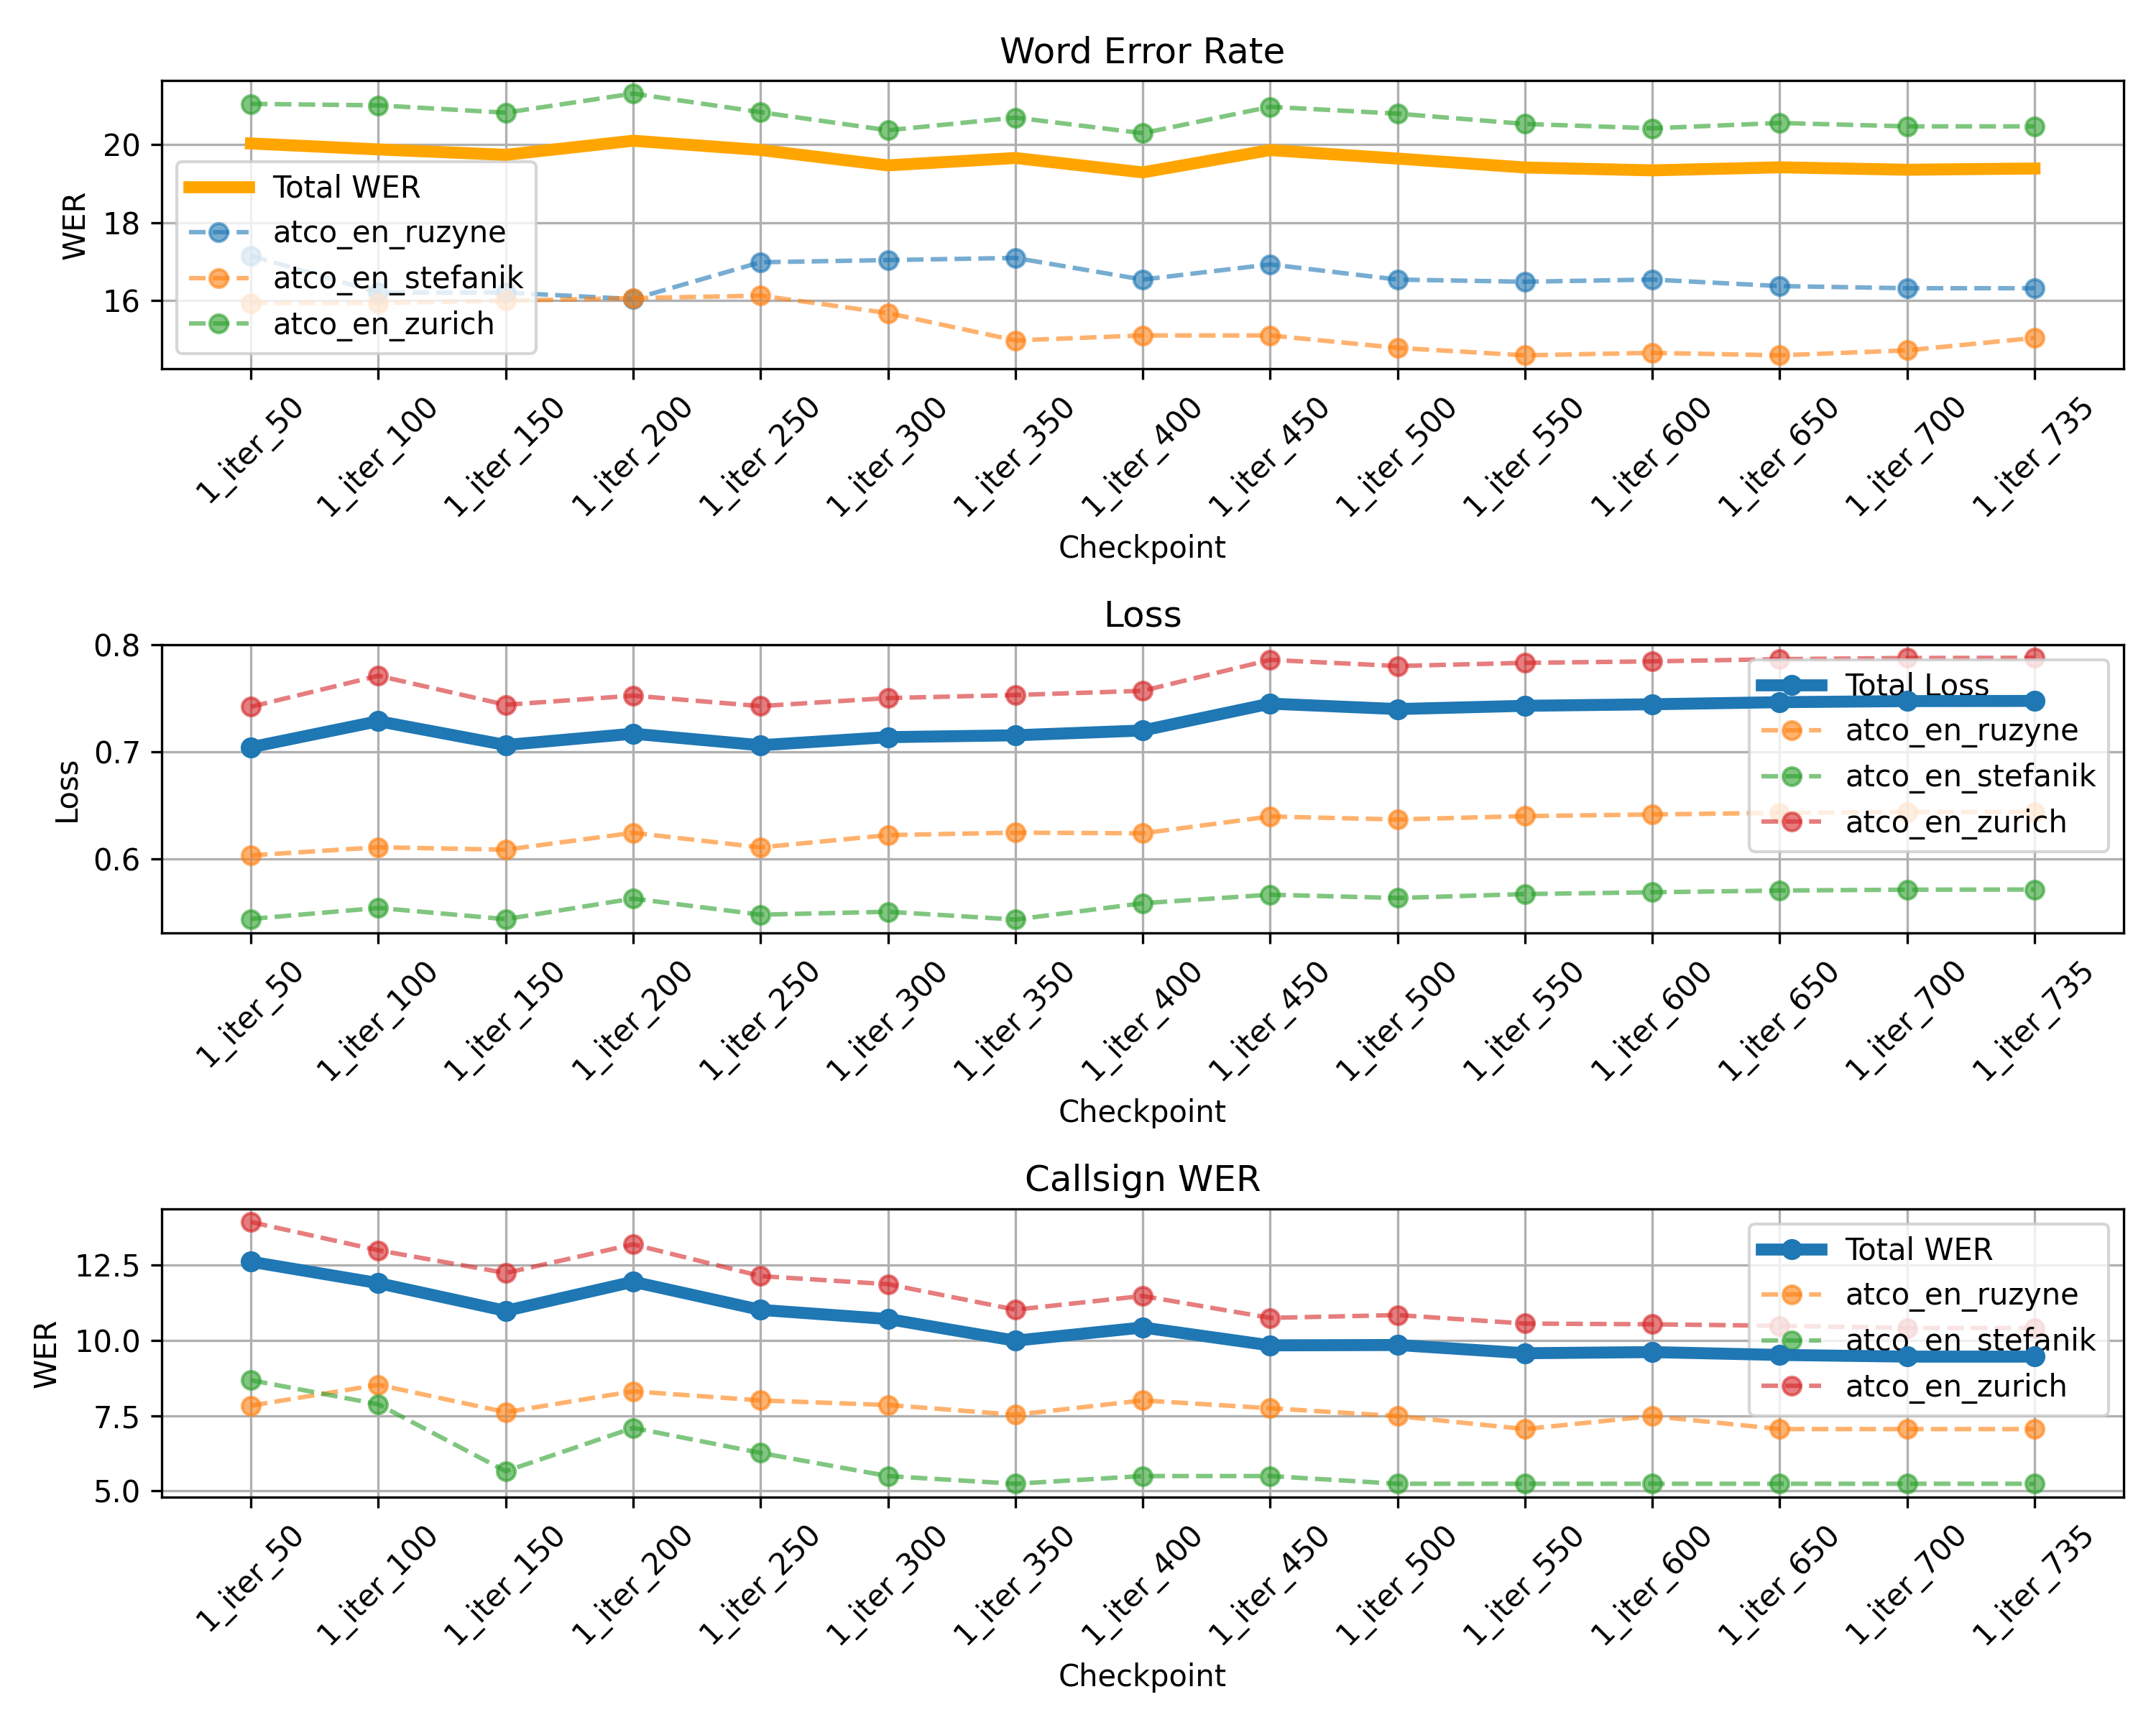 Word Error Rate
WER
20
18
16
Total WER
atco_en_ruzyne
atco_en_stefanik
atco_en_zurich
1_iter_50
1_iter_100
1_iter_150
1_iter_200
1_iter_250
1_iter_300
1_iter_350
1_iter_400
1_iter_450
1_iter_500
1_iter_550
1_iter_600
1_iter_650
1_iter_700
1_iter_735
Checkpoint
Loss
Loss
0.8
0.7
0.6
Total Loss
atco_en_ruzyne
atco_en_stefanik
atco_en_zurich
1_iter_50
1_iter_100
1_iter_150
1_iter_200
1_iter_250
1_iter_300
1_iter_350
1_iter_400
1_iter_450
1_iter_500
1_iter_550
1_iter_600
1_iter_650
1_iter_700
1_iter_735
Checkpoint
Callsign WER
WER
12.5
10.0
7.5
5.0
Total WER
atco_en_ruzyne
atco_en_stefanik
atco_en_zurich
1_iter_50
1_iter_100
1_iter_150
1_iter_200
1_iter_250
1_iter_300
1_iter_350
1_iter_400
1_iter_450
1_iter_500
1_iter_550
1_iter_600
1_iter_650
1_iter_700
1_iter_735
Checkpoint